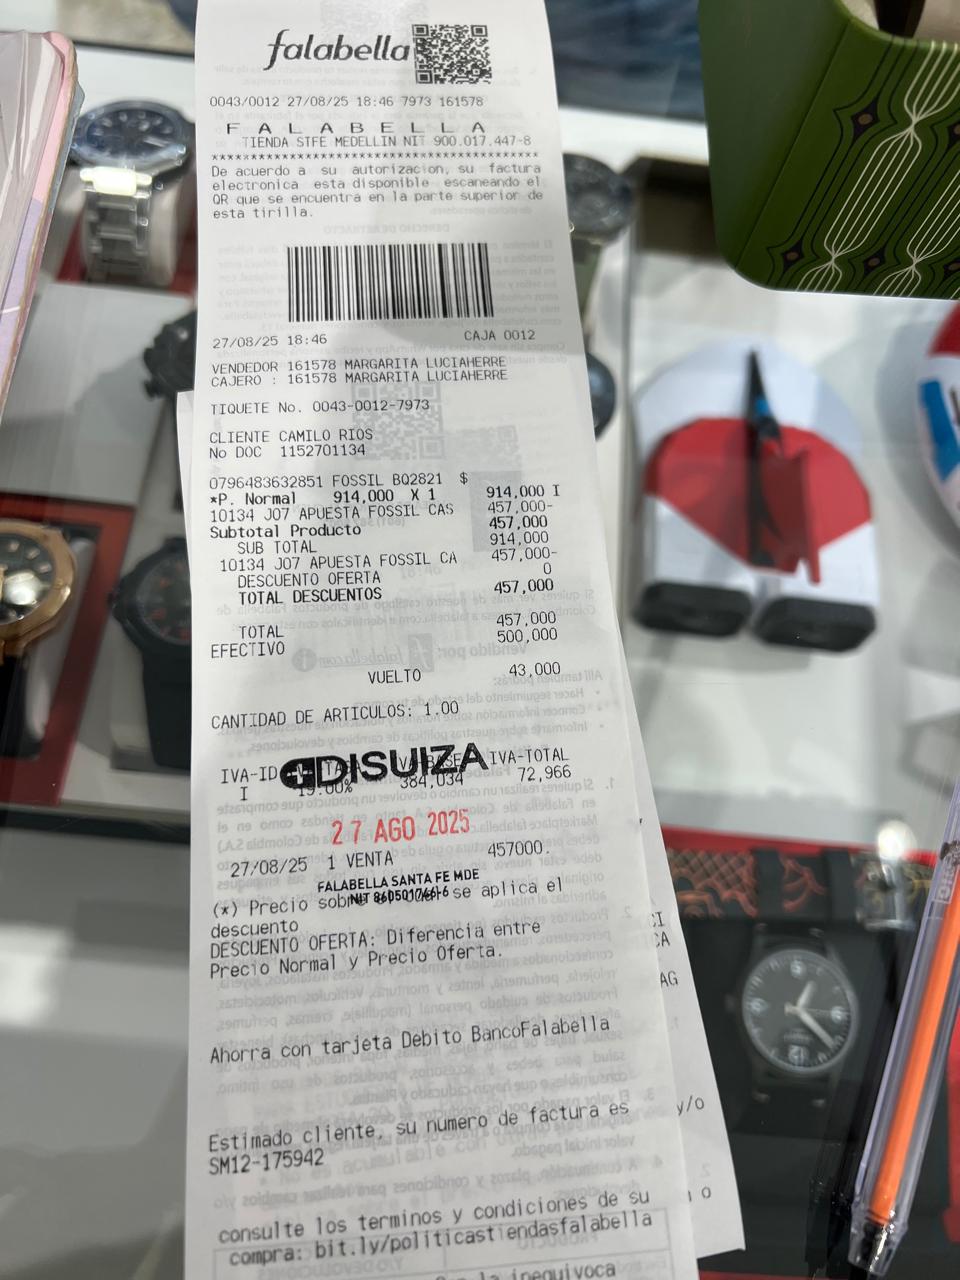 falabella
0043/0012 27/08/25 18:46 7973 161578
F A L A B E L L A
TIENDA STFE MEDELLIN NIT 900.017.447-8
******************************************
De acuerdo a su autorizacion, su factura
electronica esta disponible escaneando el
QR que se encuentra en la parte superior de
esta tirilla.
27/08/25 18:46 CAJA 0012
VENDEDOR 161578 MARGARITA LUCIAHERRE
CAJERO : 161578 MARGARITA LUCIAHERRE
TIQUETE No. 0043-0012-7973
CLIENTE CAMILO RIOS
No DOC 1152701134
0796483632851 FOSSIL BQ2821 $
*P. Normal 914,000 X 1 914,000 I
10134 J07 APUESTA FOSSIL CAS 457,000-
Subtotal Producto 457,000
SUB TOTAL 914,000
10134 J07 APUESTA FOSSIL CA 457,000-
DESCUENTO OFERTA 0
TOTAL DESCUENTOS 457,000
TOTAL 457,000
EFECTIVO 500,000
VUELTO 43,000
CANTIDAD DE ARTICULOS: 1.00
DISUIZA
IVA-ID IVA-TOTAL
I 19.00% 384,034 72,966
27 AGO 2025
27/08/25 1 VENTA 457000.
FALABELLA SANTA FE MDE
(*) Precio se aplica el
descuento
DESCUENTO OFERTA: Diferencia entre
Precio Normal y Precio Oferta.
Ahorra con tarjeta Debito BancoFalabella
Estimado cliente, su numero de factura es
SM12-175942
consulte los terminos y condiciones de su
compra: bit.ly/politicastiendasfalabella
la inequivoca
CI
CA
AG
y/o
o